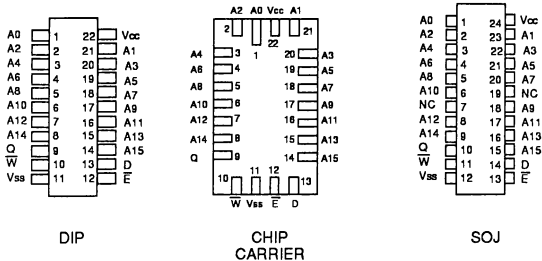 A0 1 22 Vcc
A2 2 21 A1
A4 3 20 A3
A6 4 19 A5
A8 5 18 A7
A10 6 17 A9
A12 7 16 A11
A14 8 15 A13
Q 9 14 A15
W̅ 10 13 D
Vss 11 12 E̅
DIP
A2 A0 Vcc A1
2 1 22 21
A4 3 20 A3
A6 4 19 A5
A8 5 18 A7
A10 6 17 A9
A12 7 16 A11
A14 8 15 A13
Q 9 14 A15
10 11 12 13
W̅ Vss E̅ D
CHIP
CARRIER
A0 1 24 Vcc
A2 2 23 A1
A4 3 22 A3
A6 4 21 A5
A8 5 20 A7
A10 6 19 NC
NC 7 18 A9
A12 8 17 A11
A14 9 16 A13
Q 10 15 A15
W̅ 11 14 D
Vss 12 13 E̅
SOJ